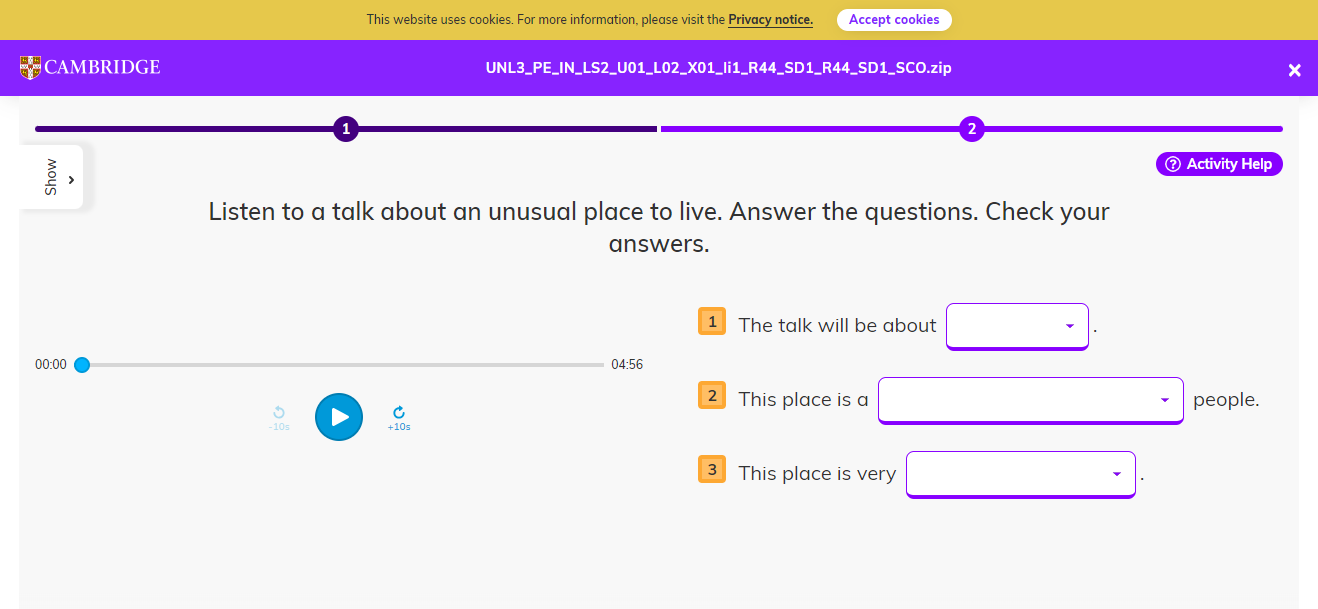 This website uses cookies. For more information, please visit the Privacy notice. Accept cookies
CAMBRIDGE
UNL3_PE_IN_LS2_U01_L02_X01_li1_R44_SD1_R44_SD1_SCO.zip
1
2
Show
Activity Help
Listen to a talk about an unusual place to live. Answer the questions. Check your
answers.
00:00
04:56
-10s
+10s
1 The talk will be about .
2 This place is a people.
3 This place is very .